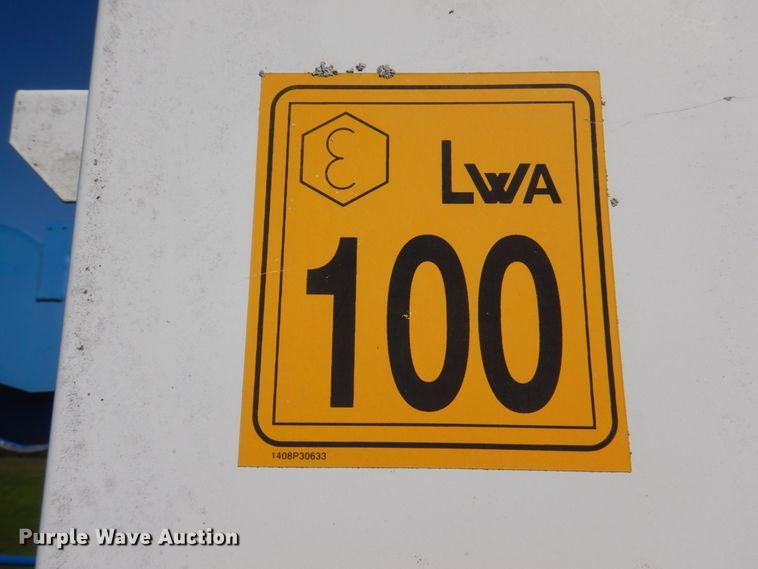 ε LWA
100
1408P30633
Purple Wave Auction